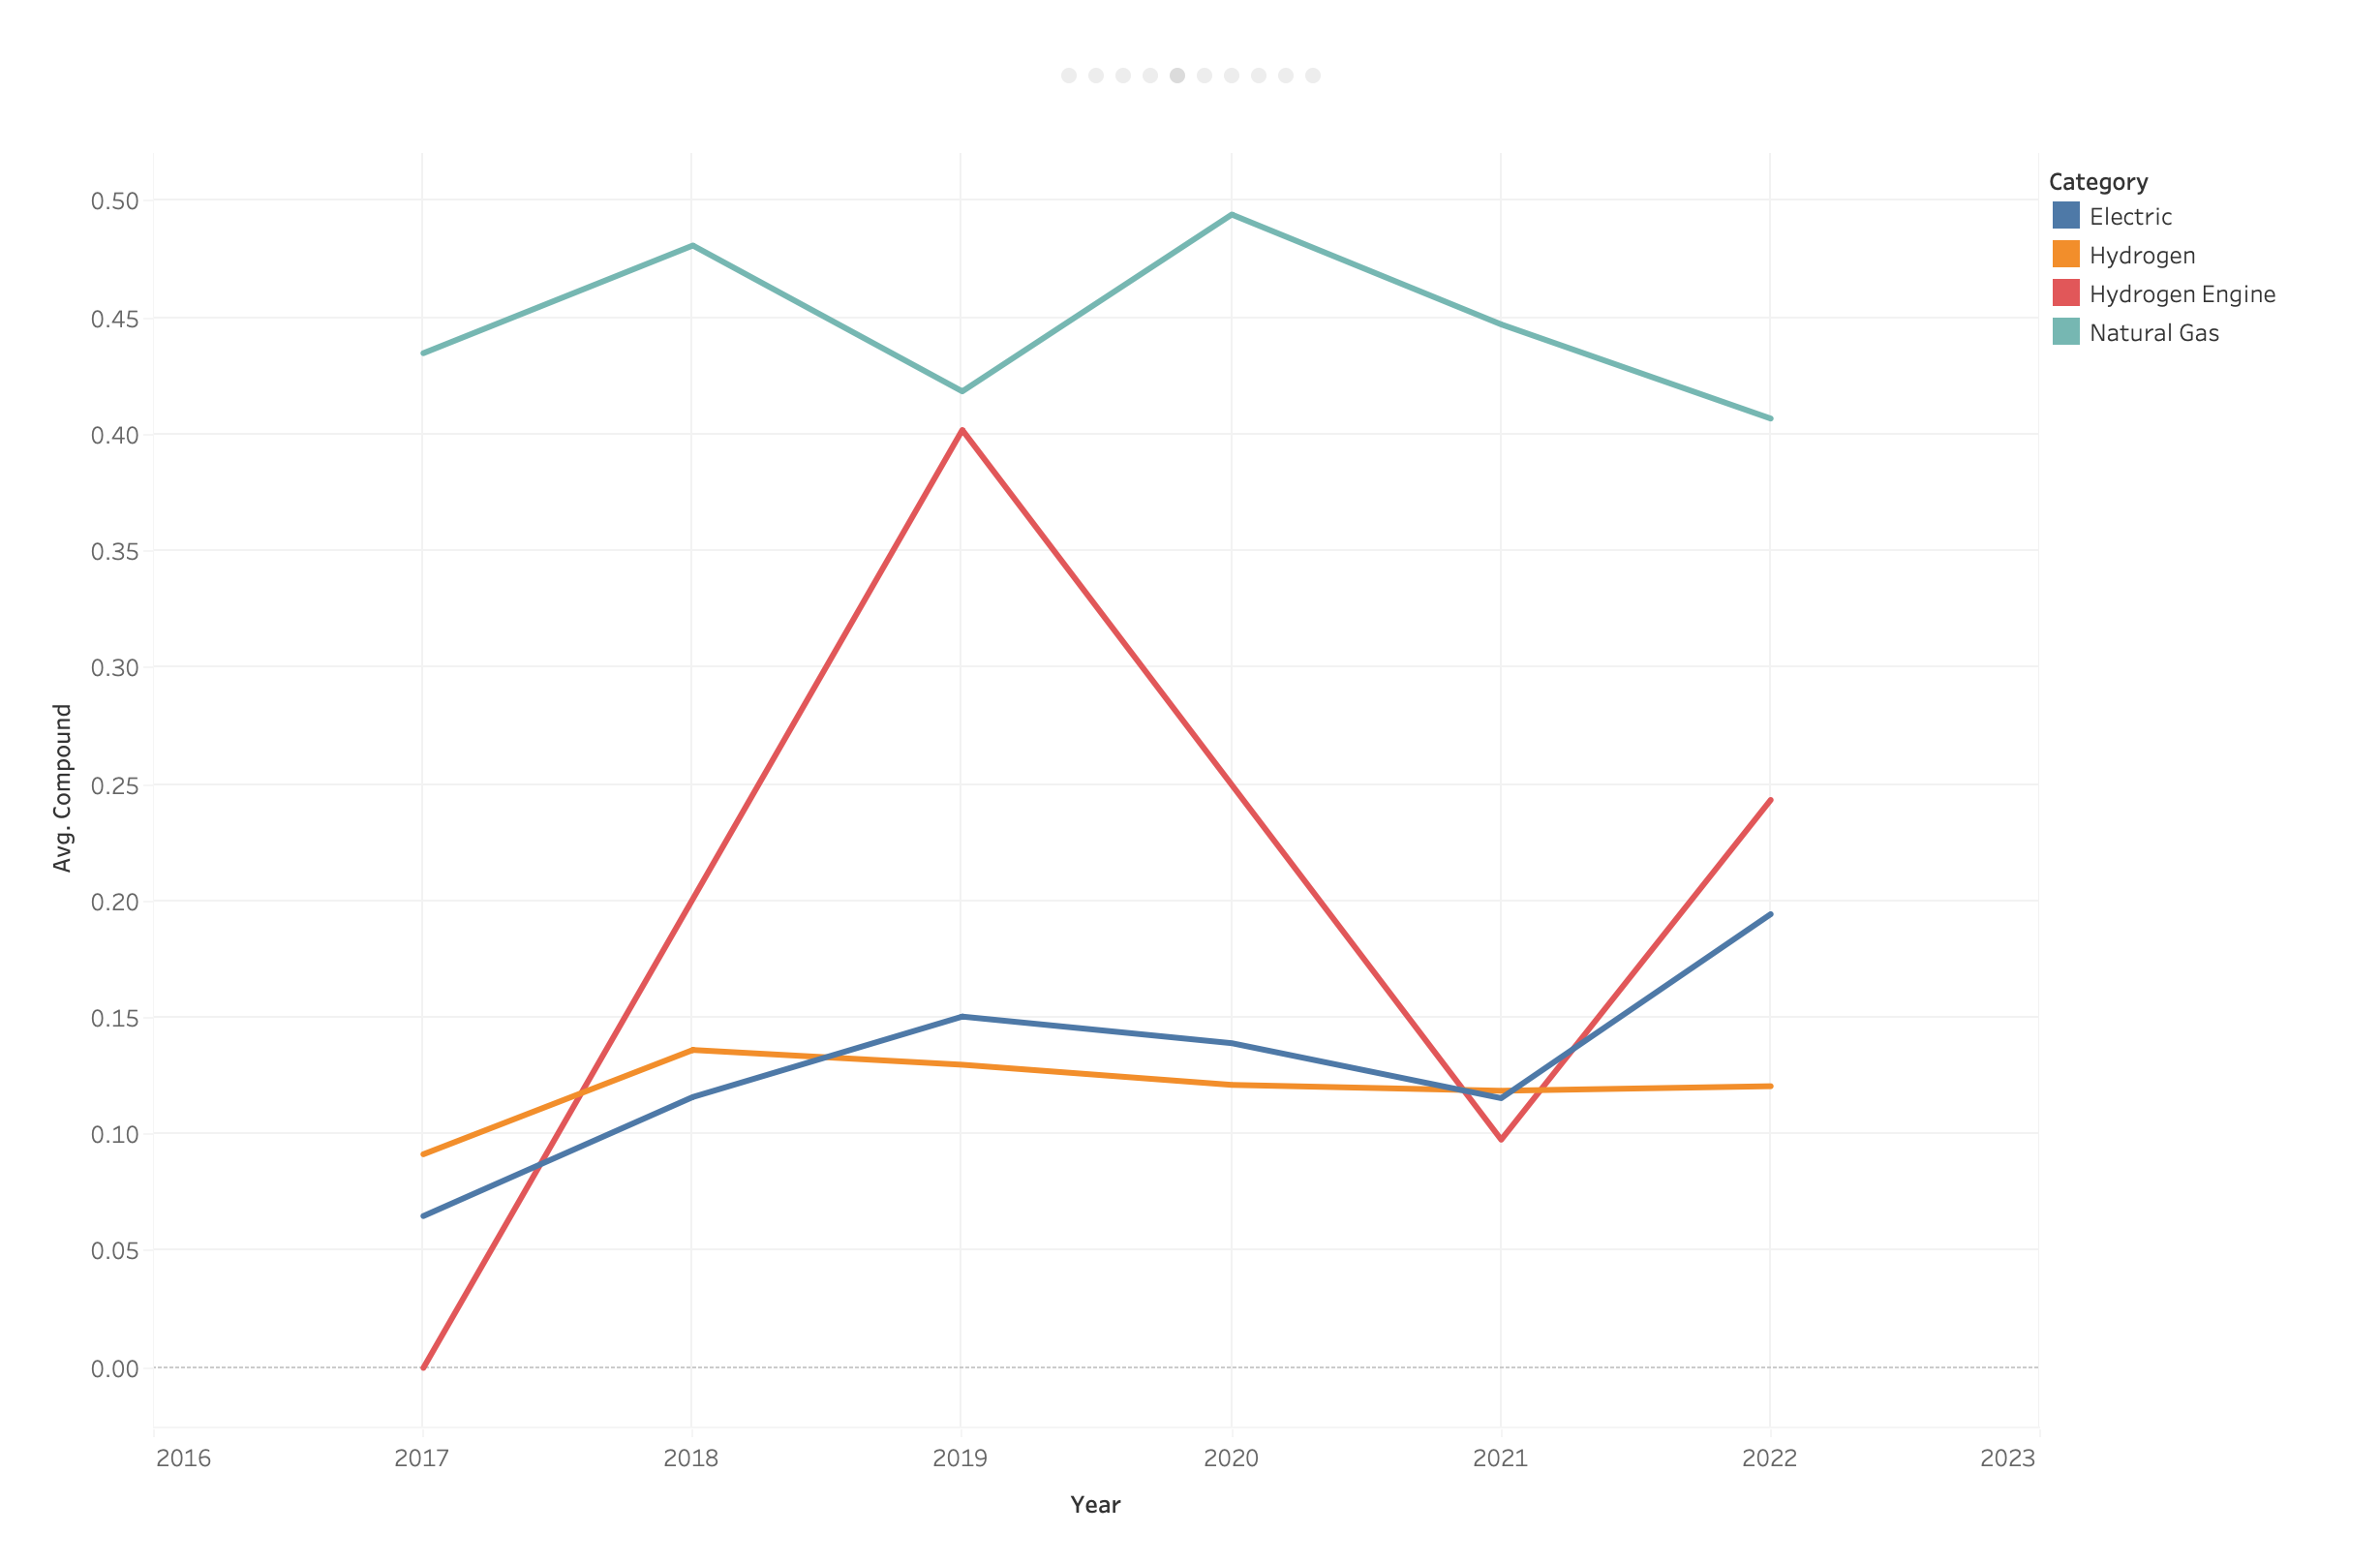 Category
Electric
Hydrogen
Hydrogen Engine
Natural Gas
0.50
0.45
0.40
0.35
0.30
0.25
0.20
0.15
0.10
0.05
0.00
Avg. Compound
2016 2017 2018 2019 2020 2021 2022 2023
Year